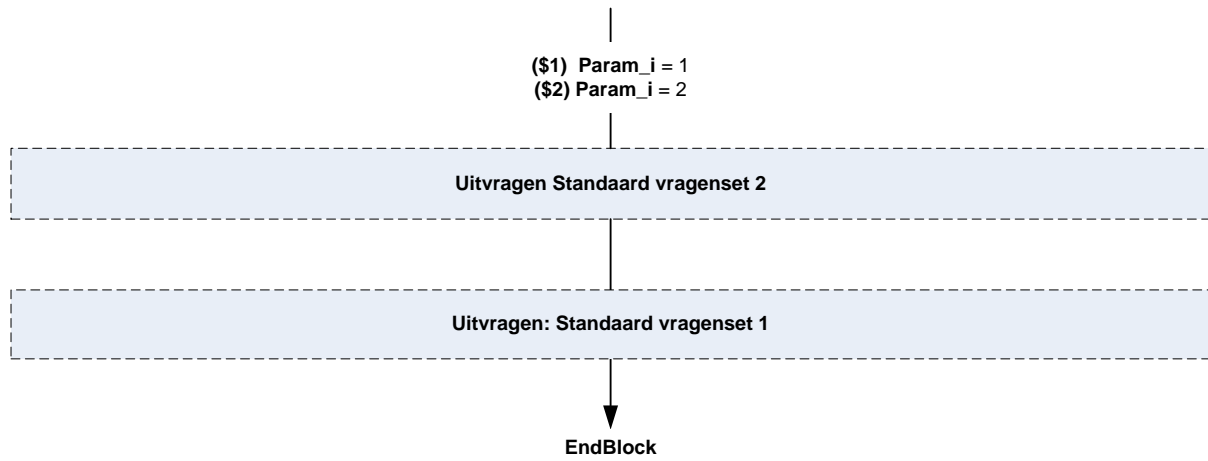 ($1) Param_i = 1
($2) Param_i = 2
Uitvragen Standaard vragenset 2
Uitvragen: Standaard vragenset 1
EndBlock